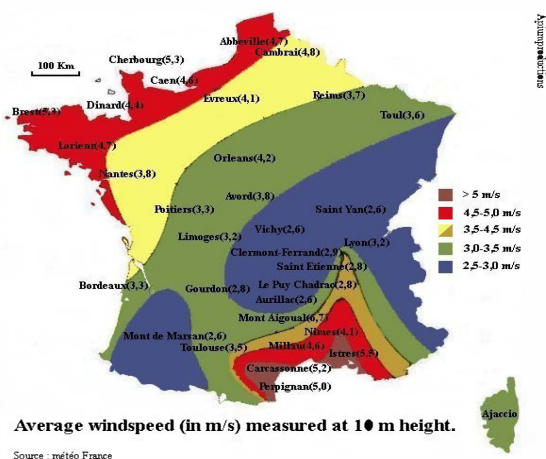 Animuproductions
Abbeville(4,7)
Cambrai(4,8)
Cherbourg(5,3)
100 Km
Caen(4,6)
Evreux(4,1)
Reims(3,7)
Dinard(4,4)
Brest(5,3)
Toul(3,6)
Lorient(4,7)
Orleans(4,2)
Nantes(3,8)
Avord(3,8)
Poitiers(3,3)
Saint Yan(2,6)
Vichy(2,6)
Limoges(3,2)
Lyon(3,2)
Clermont-Ferrand(2,9)
Saint Etienne(2,8)
Bordeaux(3,3)
Gourdon(2,8)
Le Puy Chadrac(2,8)
Aurillac(2,6)
Mont Aigoual(6,7)
Mont de Marsan(2,6)
Nimes(4,1)
Toulouse(3,5)
Millau(4,6)
Istres(5,5)
Carcassonne(5,2)
Perpignan(5,0)
> 5 m/s
4,5-5,0 m/s
3,5-4,5 m/s
3,0-3,5 m/s
2,5-3,0 m/s
Ajaccio
Average windspeed (in m/s) measured at 10 m height.
Source : météo France